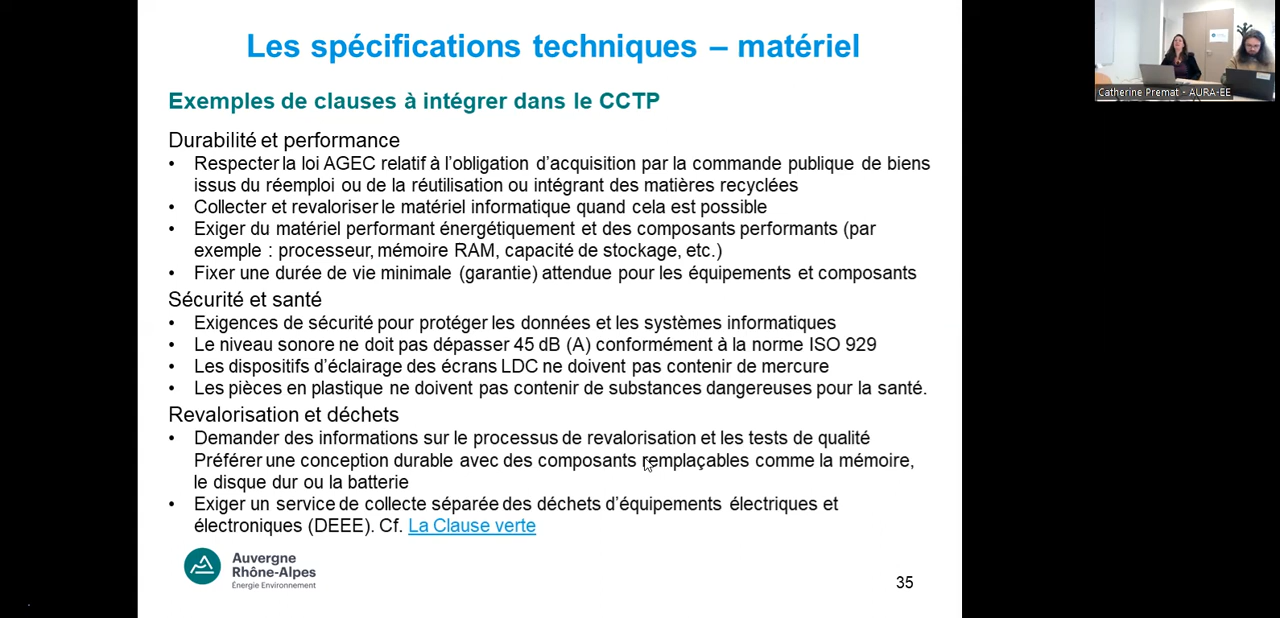 Les spécifications techniques – matériel
Exemples de clauses à intégrer dans le CCTP
Durabilité et performance
• Respecter la loi AGEC relatif à l'obligation d'acquisition par la commande publique de biens
issus du réemploi ou de la réutilisation ou intégrant des matières recyclées
• Collecter et revaloriser le matériel informatique quand cela est possible
• Exiger du matériel performant énergétiquement et des composants performants (par
exemple : processeur, mémoire RAM, capacité de stockage, etc.)
• Fixer une durée de vie minimale (garantie) attendue pour les équipements et composants
Sécurité et santé
• Exigences de sécurité pour protéger les données et les systèmes informatiques
• Le niveau sonore ne doit pas dépasser 45 dB (A) conformément à la norme ISO 929
• Les dispositifs d'éclairage des écrans LDC ne doivent pas contenir de mercure
• Les pièces en plastique ne doivent pas contenir de substances dangereuses pour la santé.
Revalorisation et déchets
• Demander des informations sur le processus de revalorisation et les tests de qualité
Préférer une conception durable avec des composants remplaçables comme la mémoire,
le disque dur ou la batterie
• Exiger un service de collecte séparée des déchets d'équipements électriques et
électroniques (DEEE). Cf. La Clause verte
Auvergne
Rhône-Alpes
Énergie Environnement
35
Catherine Premat - AURA-EE